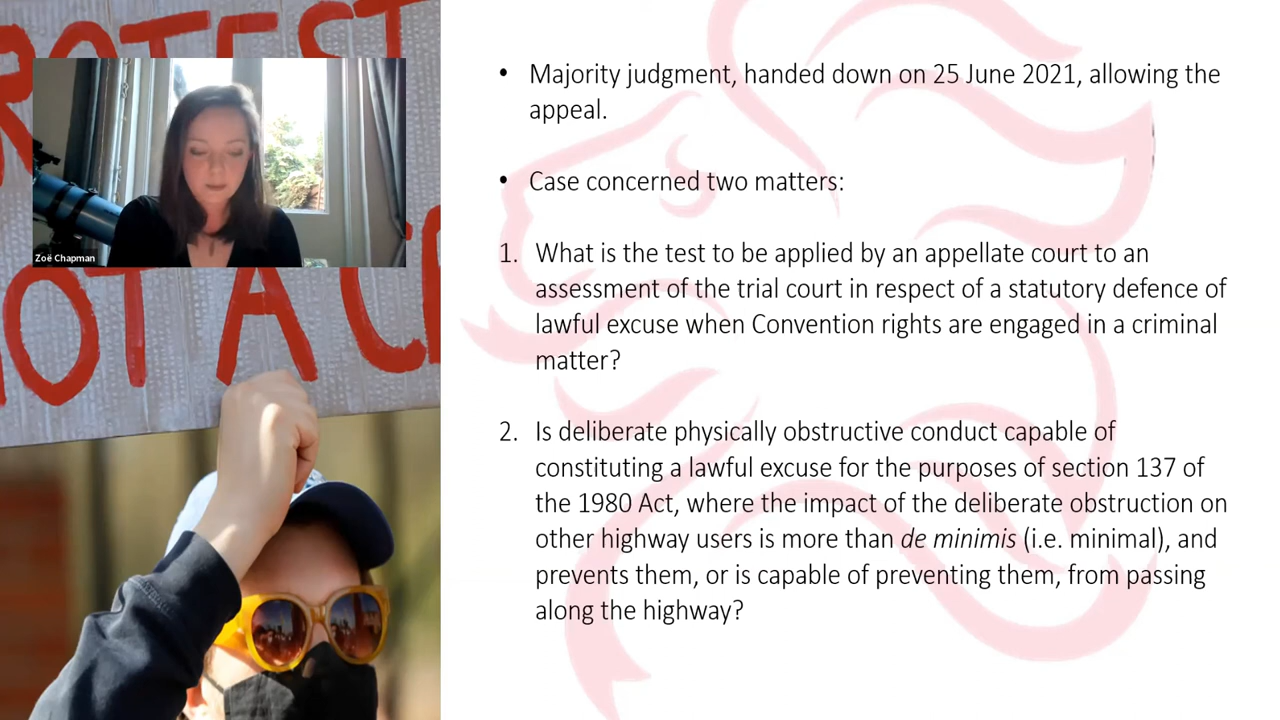 ROTEST
Zoë Chapman
OT A C
• Majority judgment, handed down on 25 June 2021, allowing the
appeal.
• Case concerned two matters:
1. What is the test to be applied by an appellate court to an
assessment of the trial court in respect of a statutory defence of
lawful excuse when Convention rights are engaged in a criminal
matter?
2. Is deliberate physically obstructive conduct capable of
constituting a lawful excuse for the purposes of section 137 of
the 1980 Act, where the impact of the deliberate obstruction on
other highway users is more than de minimis (i.e. minimal), and
prevents them, or is capable of preventing them, from passing
along the highway?